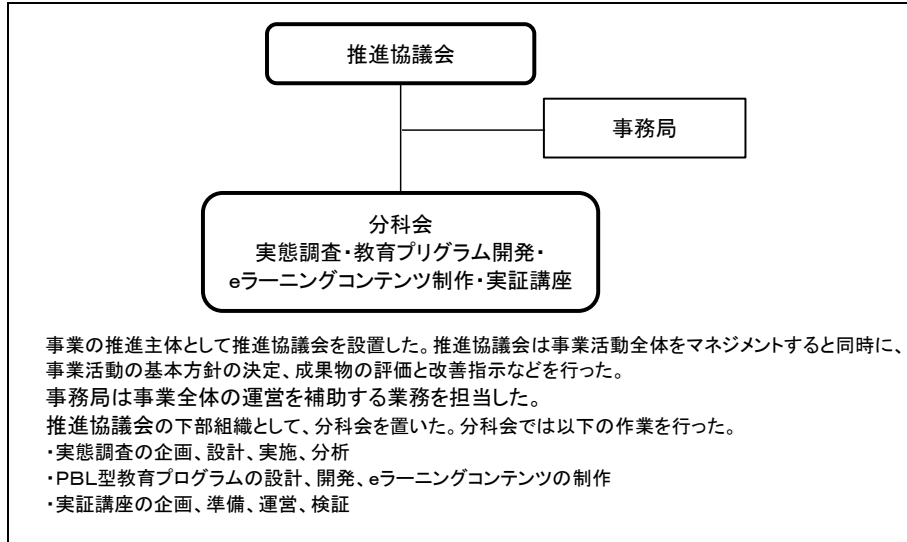 推進協議会
事務局
分科会
実態調査・教育プリグラム開発・
eラーニングコンテンツ制作・実証講座
事業の推進主体として推進協議会を設置した。推進協議会は事業活動全体をマネジメントすると同時に、
事業活動の基本方針の決定、成果物の評価と改善指示などを行った。
事務局は事業全体の運営を補助する業務を担当した。
推進協議会の下部組織として、分科会を置いた。分科会では以下の作業を行った。
・実態調査の企画、設計、実施、分析
・PBL型教育プログラムの設計、開発、eラーニングコンテンツの制作
・実証講座の企画、準備、運営、検証